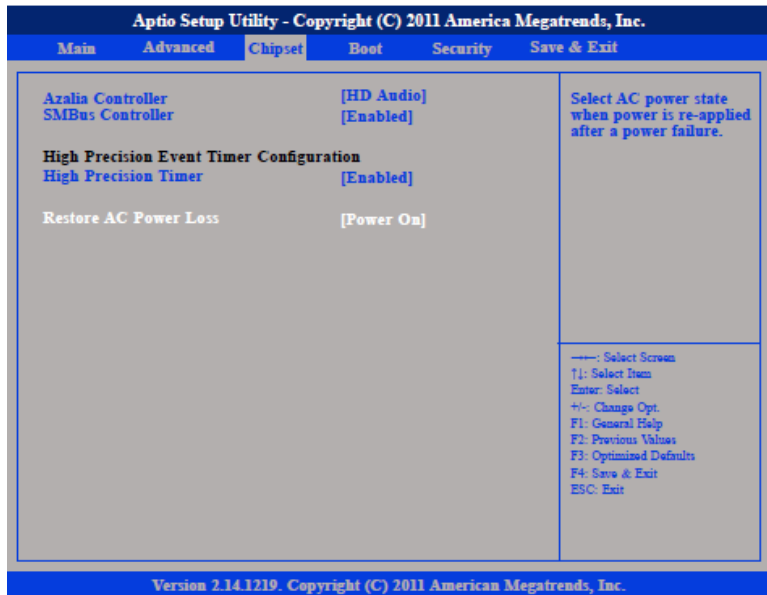 Aptio Setup Utility - Copyright (C) 2011 America Megatrends, Inc.
Main Advanced Chipset Boot Security Save & Exit
Azalia Controller [HD Audio]
SMBus Controller [Enabled]
High Precision Event Timer Configuration
High Precision Timer [Enabled]
Restore AC Power Loss [Power On]
Select AC power state
when power is re-applied
after a power failure.
→←: Select Screen
↑↓: Select Item
Enter: Select
+/-: Change Opt.
F1: General Help
F2: Previous Values
F3: Optimized Defaults
F4: Save & Exit
ESC: Exit
Version 2.14.1219. Copyright (C) 2011 American Megatrends, Inc.